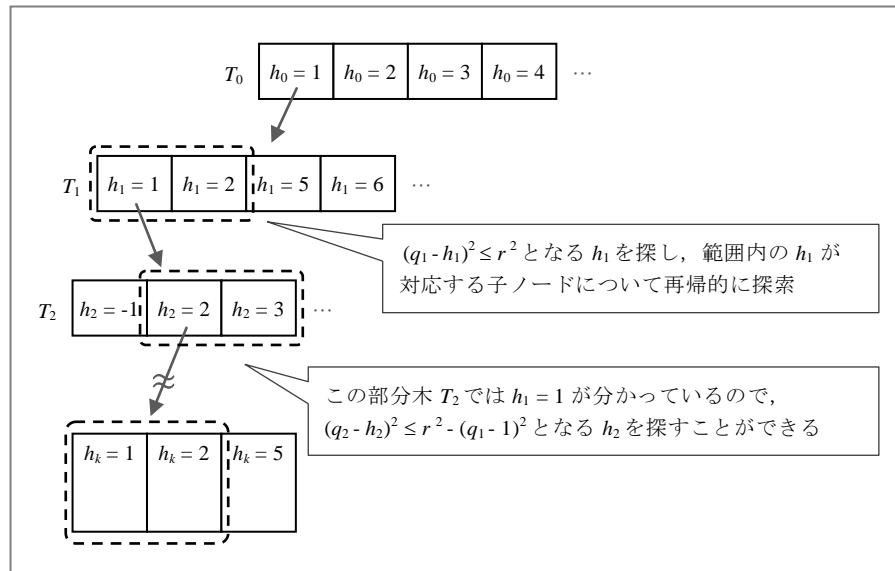 T₀ h₀ = 1 h₀ = 2 h₀ = 3 h₀ = 4 …
T₁ h₁ = 1 h₁ = 2 h₁ = 5 h₁ = 6 …
(q₁ - h₁)² ≤ r² となる h₁ を探し，範囲内の h₁ が
対応する子ノードについて再帰的に探索
T₂ h₂ = -1 h₂ = 2 h₂ = 3 …
この部分木 T₂ では h₁ = 1 が分かっているので，
(q₂ - h₂)² ≤ r² - (q₁ - 1)² となる h₂ を探すことができる
hₖ = 1 hₖ = 2 hₖ = 5